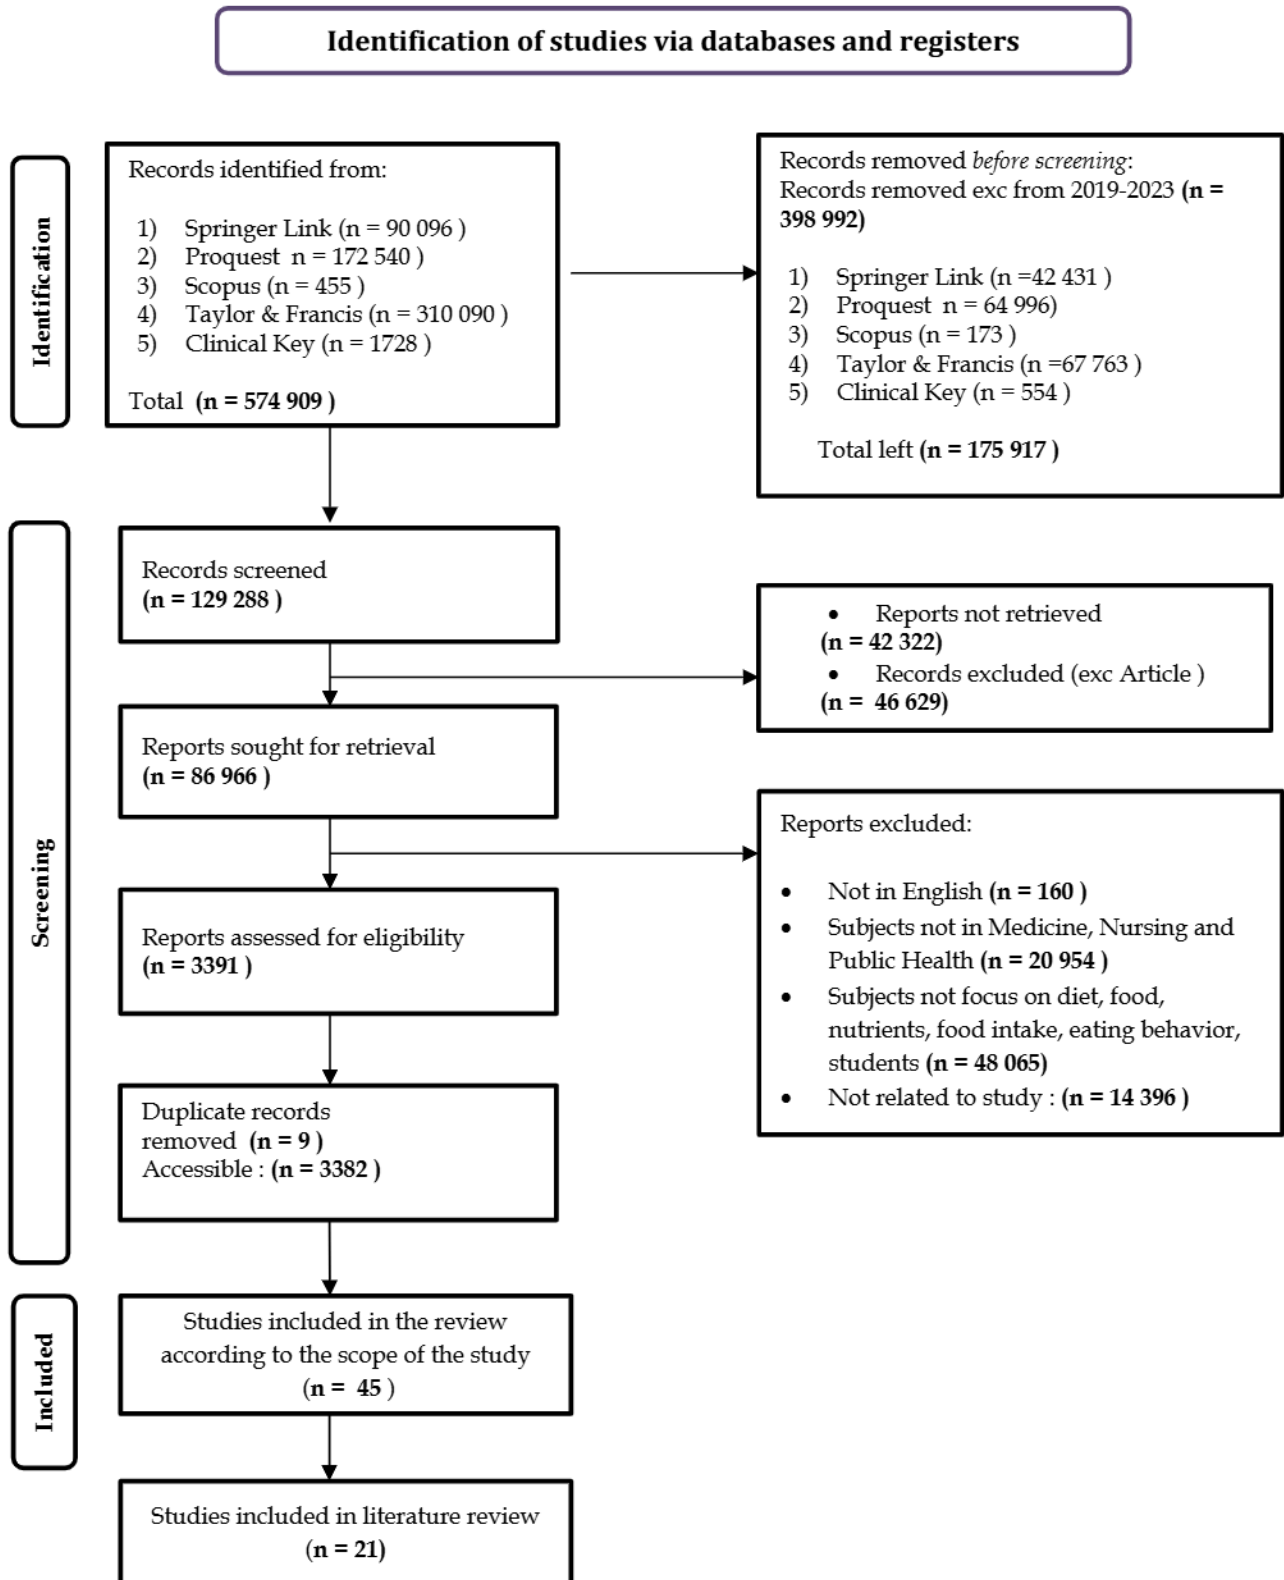 Identification of studies via databases and registers
Identification
Records identified from:
1) Springer Link (n = 90 096 )
2) Proquest  n = 172 540)
3) Scopus (n = 455 )
4) Taylor & Francis (n = 310 090 )
5) Clinical Key (n = 1728 )
Total  (n = 574 909 )
Records removed before screening:
Records removed exc from 2019-2023 (n =
398 992)
1) Springer Link (n =42 431 )
2) Proquest  n = 64 996)
3) Scopus (n = 173 )
4) Taylor & Francis (n =67 763 )
5) Clinical Key (n = 554 )
Total left (n = 175 917 )
Screening
Records screened
(n = 129 288 )
• Reports not retrieved
(n = 42 322)
• Records excluded (exc Article )
(n =  46 629)
Reports sought for retrieval
(n = 86 966 )
Reports excluded:
• Not in English (n = 160 )
• Subjects not in Medicine, Nursing and
Public Health (n = 20 954 )
• Subjects not focus on diet, food,
nutrients, food intake, eating behavior,
students (n = 48 065)
• Not related to study : (n = 14 396 )
Reports assessed for eligibility
(n = 3391 )
Duplicate records
removed  (n = 9 )
Accessible : (n = 3382 )
Included
Studies included in the review
according to the scope of the study
(n =  45 )
Studies included in literature review
(n = 21)